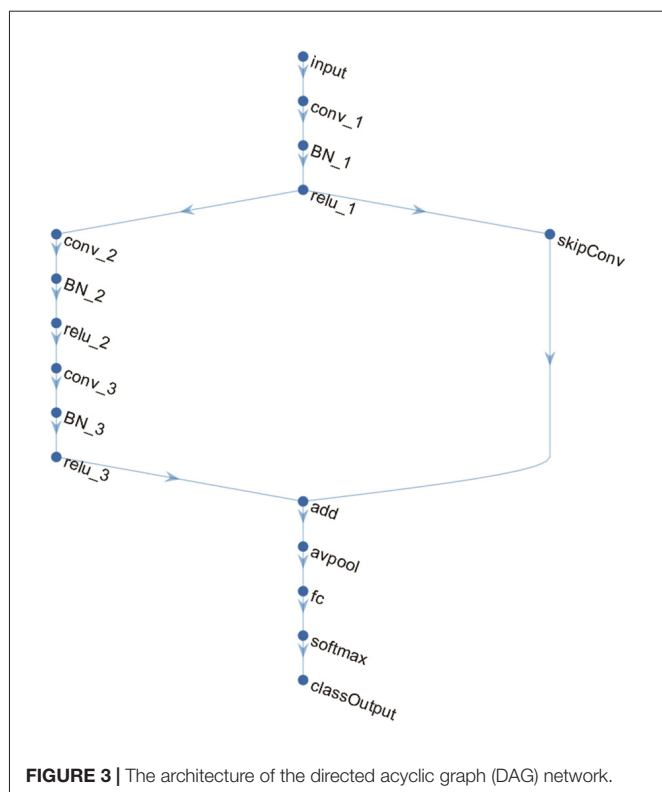 input
conv_1
BN_1
relu_1
conv_2
BN_2
relu_2
conv_3
BN_3
relu_3
skipConv
add
avpool
fc
softmax
classOutput
FIGURE 3 | The architecture of the directed acyclic graph (DAG) network.